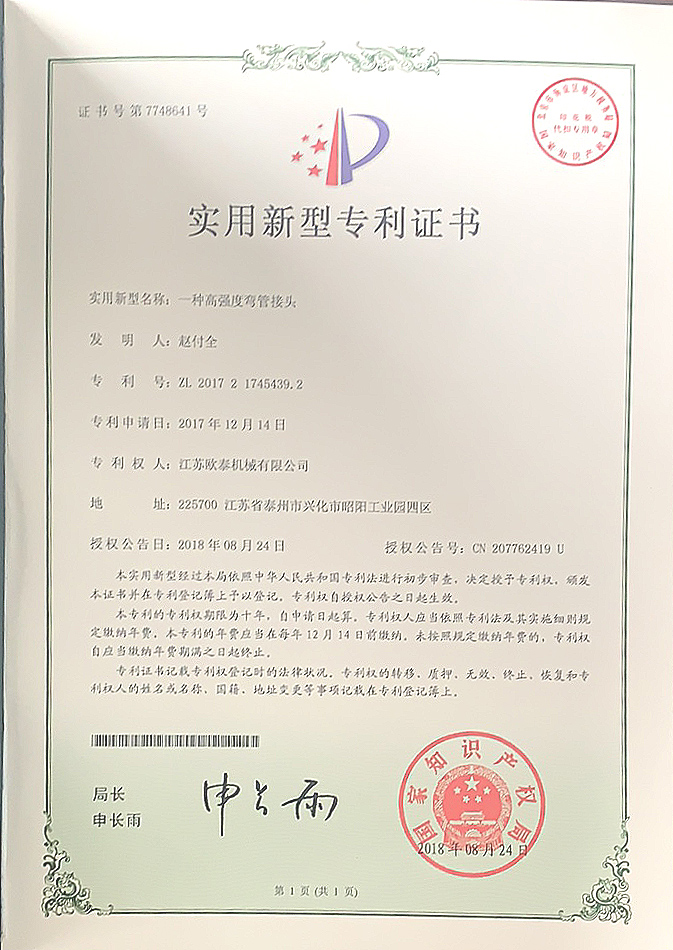 证书号第7748641号
印花税
代扣专用章
实用新型专利证书
实用新型名称：一种高强度弯管接头
发明人：赵付全
专利号：ZL 2017 2 1745439.2
专利申请日：2017年12月14日
专利权人：江苏欧泰机械有限公司
地址：225700 江苏省泰州市兴化市昭阳工业园四区
授权公告日：2018年08月24日 授权公告号：CN 207762419 U
本实用新型经过本局依照中华人民共和国专利法进行初步审查，决定授予专利权，颁发
本证书并在专利登记簿上予以登记。专利权自授权公告之日起生效。
本专利的专利权期限为十年，自申请日起算。专利权人应当依照专利法及其实施细则规
定缴纳年费。本专利的年费应当在每年12月14日前缴纳。未按照规定缴纳年费的，专利权
自应当缴纳年费期满之日起终止。
专利证书记载专利权登记时的法律状况。专利权的转移、质押、无效、终止、恢复和专
利权人的姓名或名称、国籍、地址变更等事项记载在专利登记簿上。
局长
申长雨
申长雨
国家知识产权局
2018年08月24日
第1页(共1页)